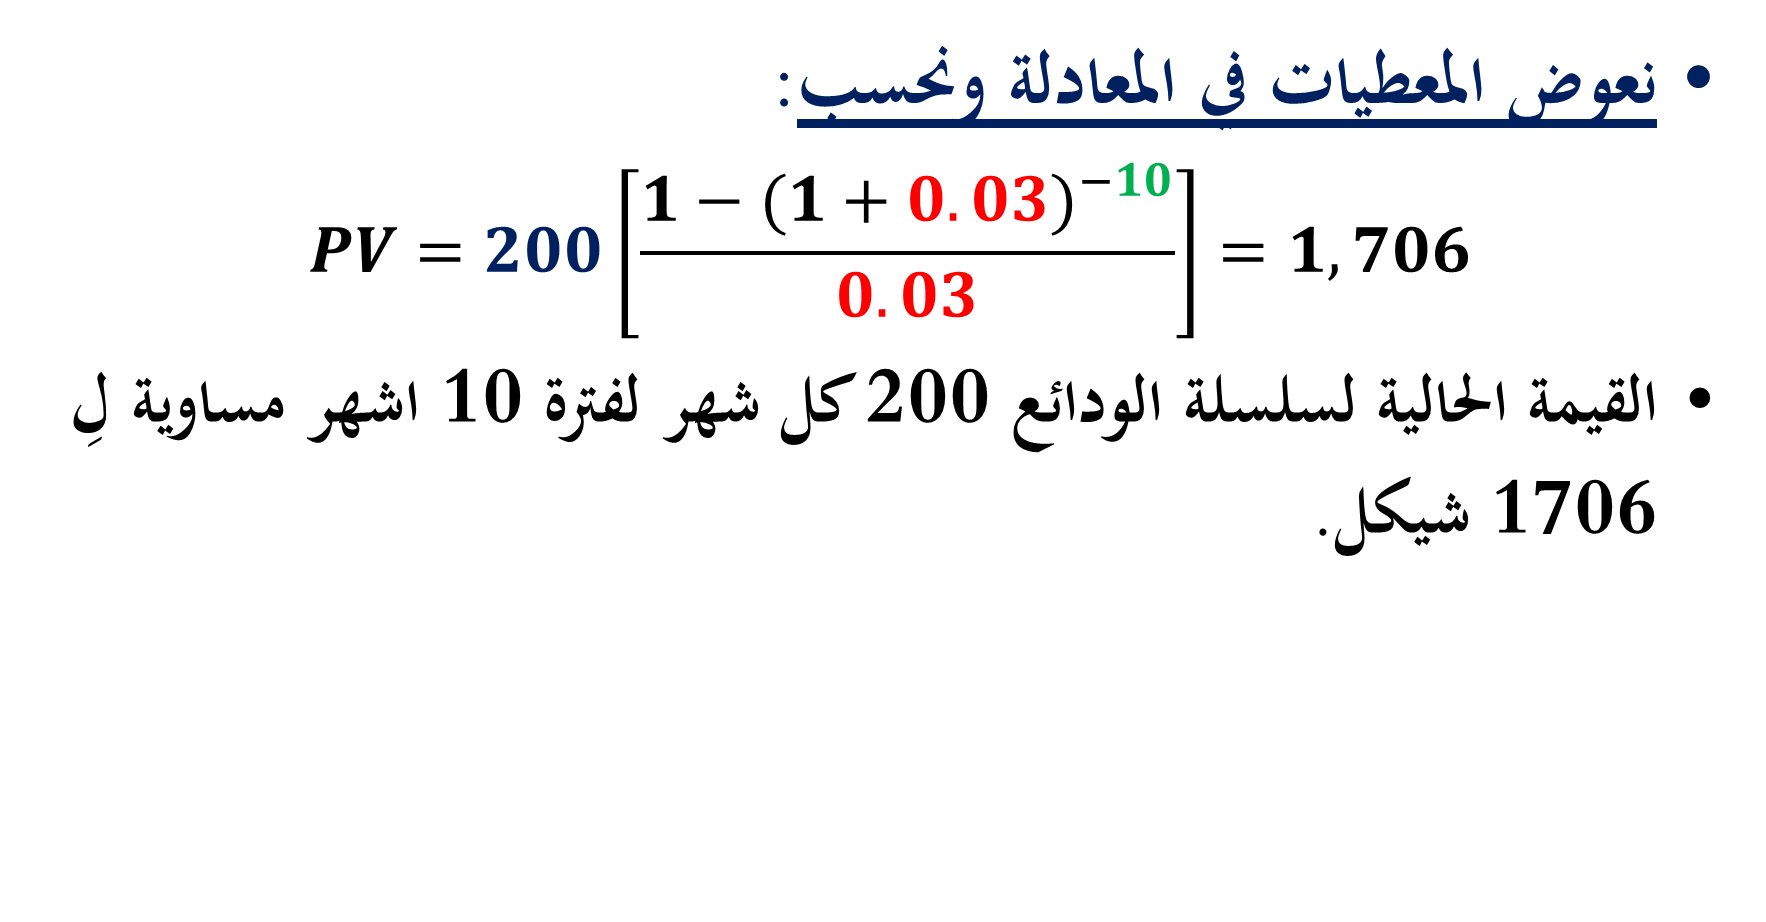 • نعوض المعطيات في المعادلة ونحسب:
PV = 200 [ (1 − (1 + 0.03)^−10) / 0.03 ] = 1,706
• القيمة الحالية لسلسلة الودائع 200 كل شهر لفترة 10 اشهر مساوية لِ
1706 شيكل.